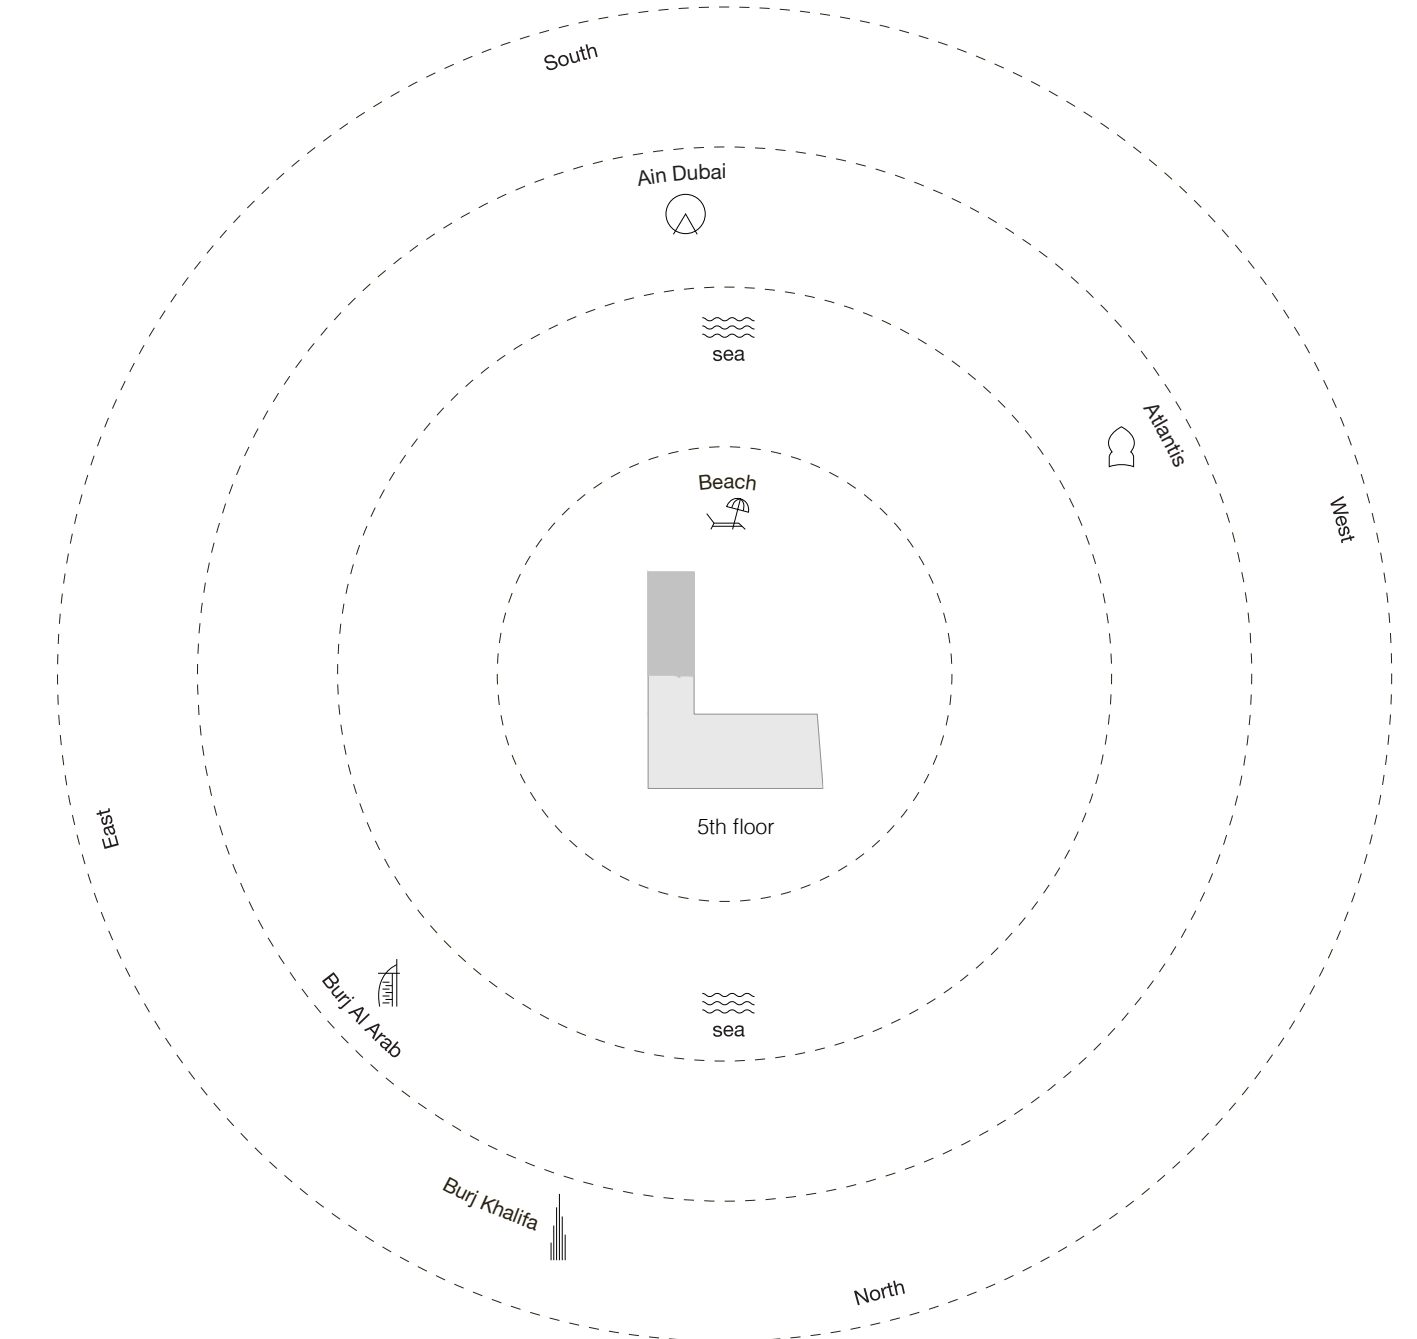 South
Ain Dubai
sea
Atlantis
Beach
West
5th floor
East
Burj Al Arab
sea
Burj Khalifa
North